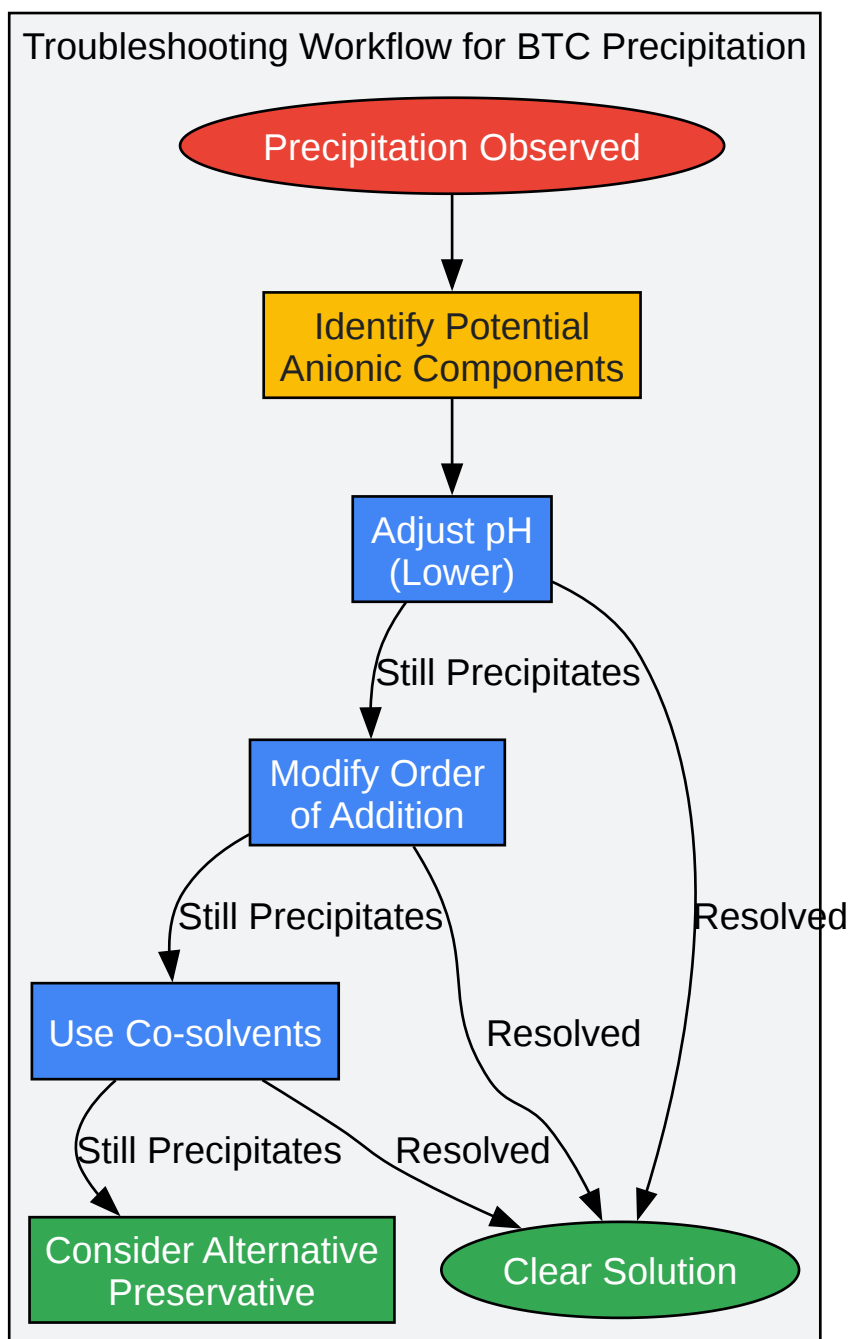 Troubleshooting Workflow for BTC Precipitation
Precipitation Observed
Identify Potential
Anionic Components
Adjust pH
(Lower)
Still Precipitates
Modify Order
of Addition
Still Precipitates
Resolved
Use Co-solvents
Resolved
Still Precipitates
Resolved
Consider Alternative
Preservative
Clear Solution